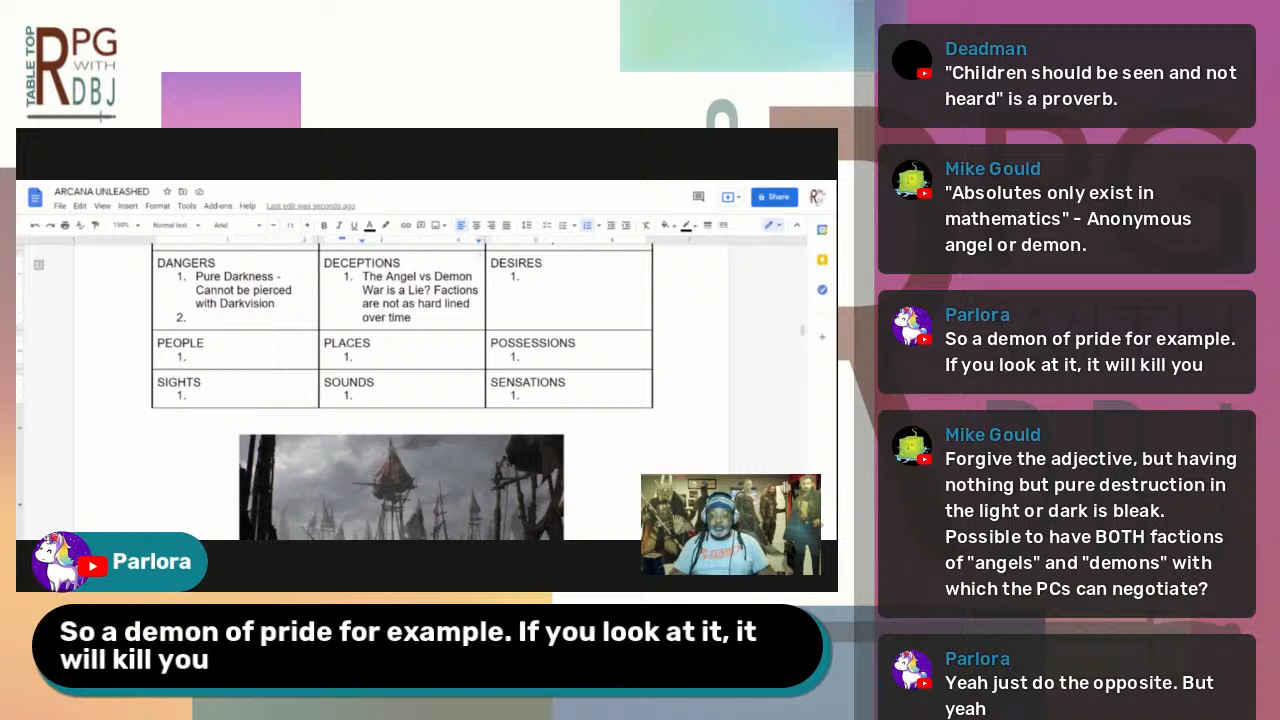 TABLE TOP
RPG
WITH
DBJ
ARCANA UNLEASHED
File Edit View Insert Format Tools Add-ons Help Last edit was seconds ago
Share
150% Normal text Arial 11
DANGERS
1. Pure Darkness -
Cannot be pierced
with Darkvision
2.
DECEPTIONS
1. The Angel vs Demon
War is a Lie? Factions
are not as hard lined
over time
DESIRES
1.
PEOPLE
1.
PLACES
1.
POSSESSIONS
1.
SIGHTS
1.
SOUNDS
1.
SENSATIONS
1.
Parlora
So a demon of pride for example. If you look at it, it
will kill you
Deadman
"Children should be seen and not
heard" is a proverb.
Mike Gould
"Absolutes only exist in
mathematics" - Anonymous
angel or demon.
Parlora
So a demon of pride for example.
If you look at it, it will kill you
Mike Gould
Forgive the adjective, but having
nothing but pure destruction in
the light or dark is bleak.
Possible to have BOTH factions
of "angels" and "demons" with
which the PCs can negotiate?
Parlora
Yeah just do the opposite. But
yeah